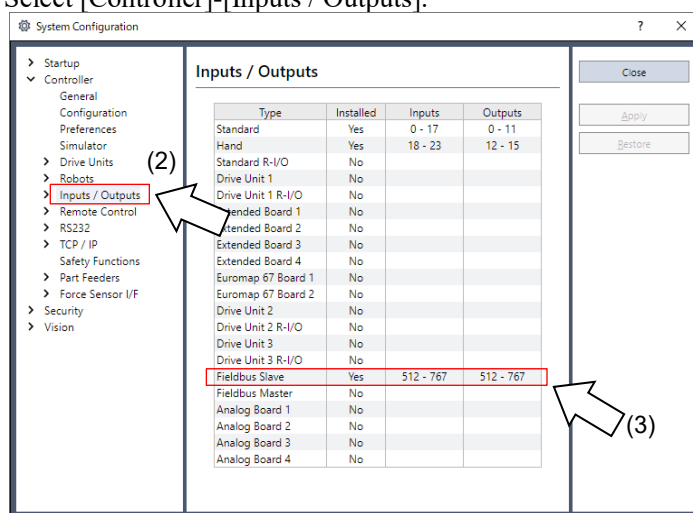 Select [Controller]-[Inputs / Outputs].
System Configuration ? ×
Startup
Controller
General
Configuration
Preferences
Simulator
Drive Units
Robots
Inputs / Outputs
Remote Control
RS232
TCP / IP
Safety Functions
Part Feeders
Force Sensor I/F
Security
Vision
(2)
Inputs / Outputs
Type Installed Inputs Outputs
Standard Yes 0 - 17 0 - 11
Hand Yes 18 - 23 12 - 15
Standard R-I/O No
Drive Unit 1 No
Drive Unit 1 R-I/O No
tended Board 1 No
Extended Board 2 No
Extended Board 3 No
Extended Board 4 No
Euromap 67 Board 1 No
Euromap 67 Board 2 No
Drive Unit 2 No
Drive Unit 2 R-I/O No
Drive Unit 3 No
Drive Unit 3 R-I/O No
Fieldbus Slave Yes 512 - 767 512 - 767
Fieldbus Master No
Analog Board 1 No
Analog Board 2 No
Analog Board 3 No
Analog Board 4 No
(3)
Close
Apply
Restore